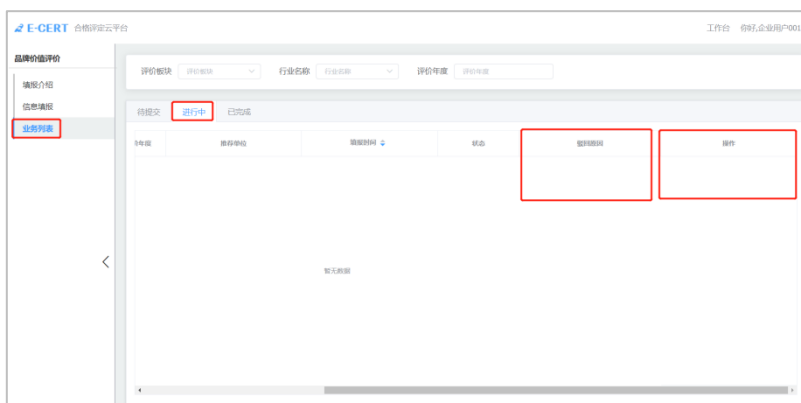 E-CERT 合格评定云平台 工作台 你好,企业用户001
品牌价值评价
填报介绍
信息填报
业务列表
评价板块 评价板块 行业名称 行业名称 评价年度 评价年度
待提交 进行中 已完成
价年度 推荐单位 填报时间 状态 驳回原因 操作
暂无数据